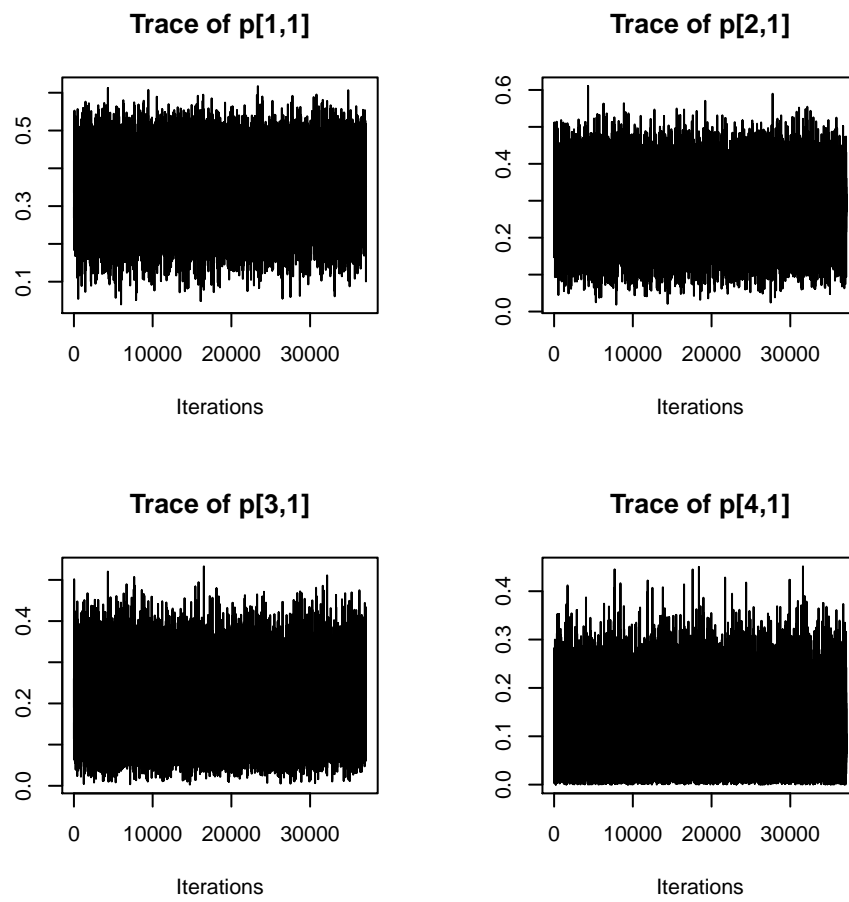 Trace of p[1,1]
0.5
0.3
0.1
0 10000 20000 30000
Iterations
Trace of p[2,1]
0.6
0.4
0.2
0.0
0 10000 20000 30000
Iterations
Trace of p[3,1]
0.4
0.2
0.0
0 10000 20000 30000
Iterations
Trace of p[4,1]
0.4
0.3
0.2
0.1
0.0
0 10000 20000 30000
Iterations